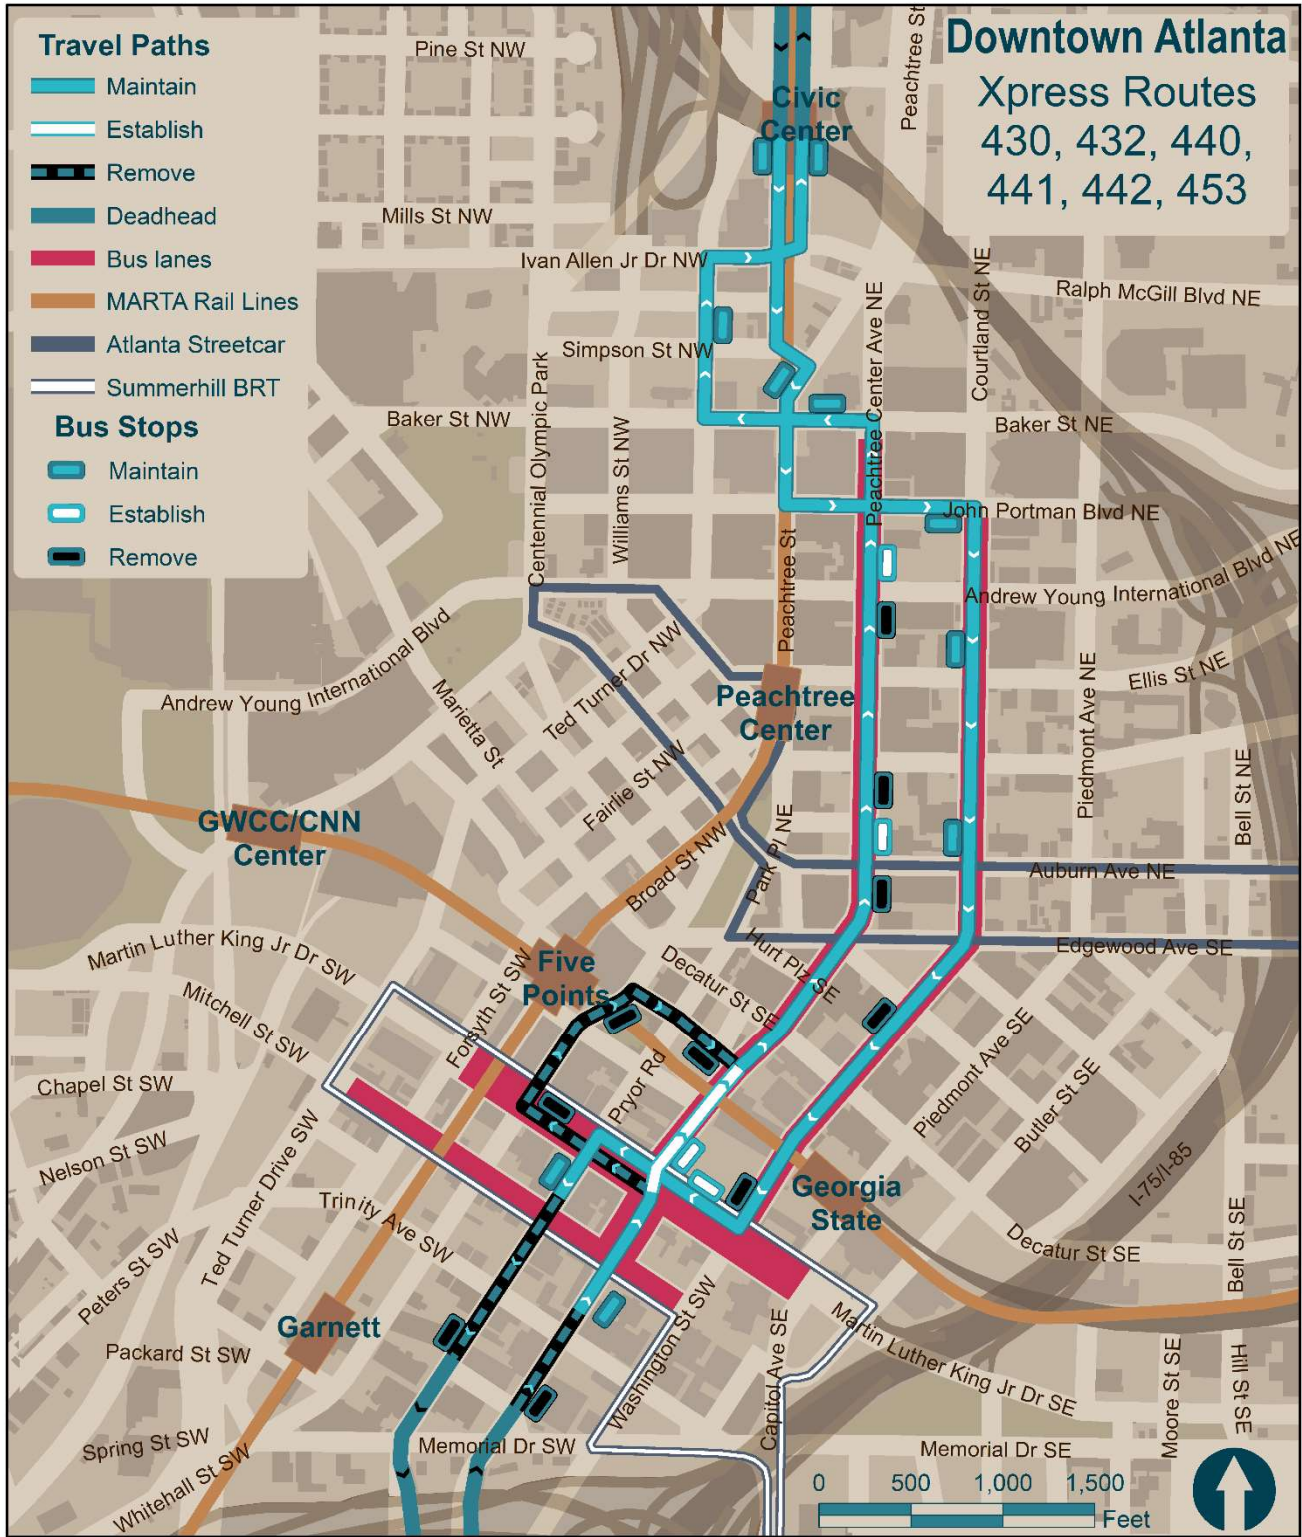 Travel Paths
Maintain
Establish
Remove
Deadhead
Bus lanes
MARTA Rail Lines
Atlanta Streetcar
Summerhill BRT
Bus Stops
Maintain
Establish
Remove
Downtown Atlanta
Xpress Routes
430, 432, 440,
441, 442, 453
Pine St NW
Peachtree St
Civic
Center
Mills St NW
Ivan Allen Jr Dr NW
Courtland St NE
Ralph McGill Blvd NE
Peachtree Center Ave NE
Simpson St NW
Centennial Olympic Park
Baker St NW
Baker St NE
Williams St NW
John Portman Blvd NE
Peachtree St
Andrew Young International Blvd NE
Andrew Young International Blvd
Ted Turner Dr NW
Marietta St
Peachtree
Center
Ellis St NE
Piedmont Ave NE
Bell St NE
Fairlie St NW
GWCC/CNN
Center
Broad St NW
Park Pl NE
Auburn Ave NE
Edgewood Ave SE
Martin Luther King Jr Dr SW
Hurt Plz SE
Decatur St SE
Five
Points
Mitchell St SW
Forsyth St SW
Pryor Rd
Piedmont Ave SE
Butler St SE
Chapel St SW
Nelson St SW
Ted Turner Drive SW
Trinity Ave SW
Georgia
State
I-75/I-85
Decatur St SE
Bell St SE
Peters St SW
Garnett
Packard St SW
Washington St SW
Capitol Ave SE
Martin Luther King Jr Dr SE
Moore St SE
Hill St SE
Spring St SW
Whitehall St SW
Memorial Dr SW
Memorial Dr SE
0 500 1,000 1,500
Feet